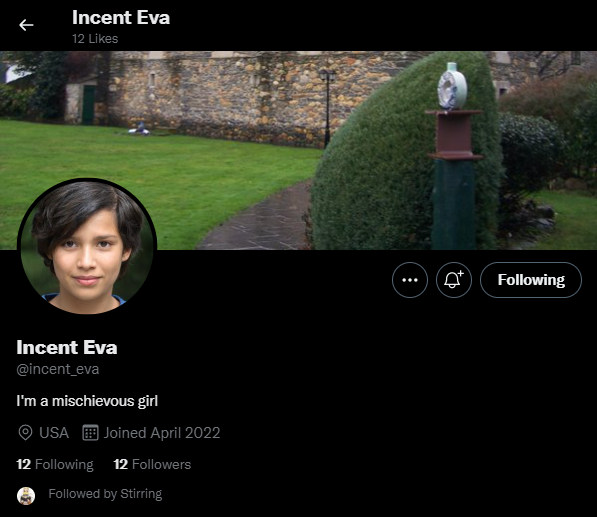 Incent Eva
12 Likes
Following
Incent Eva
@incent_eva
I'm a mischievous girl
USA Joined April 2022
12 Following 12 Followers
Followed by Stirring